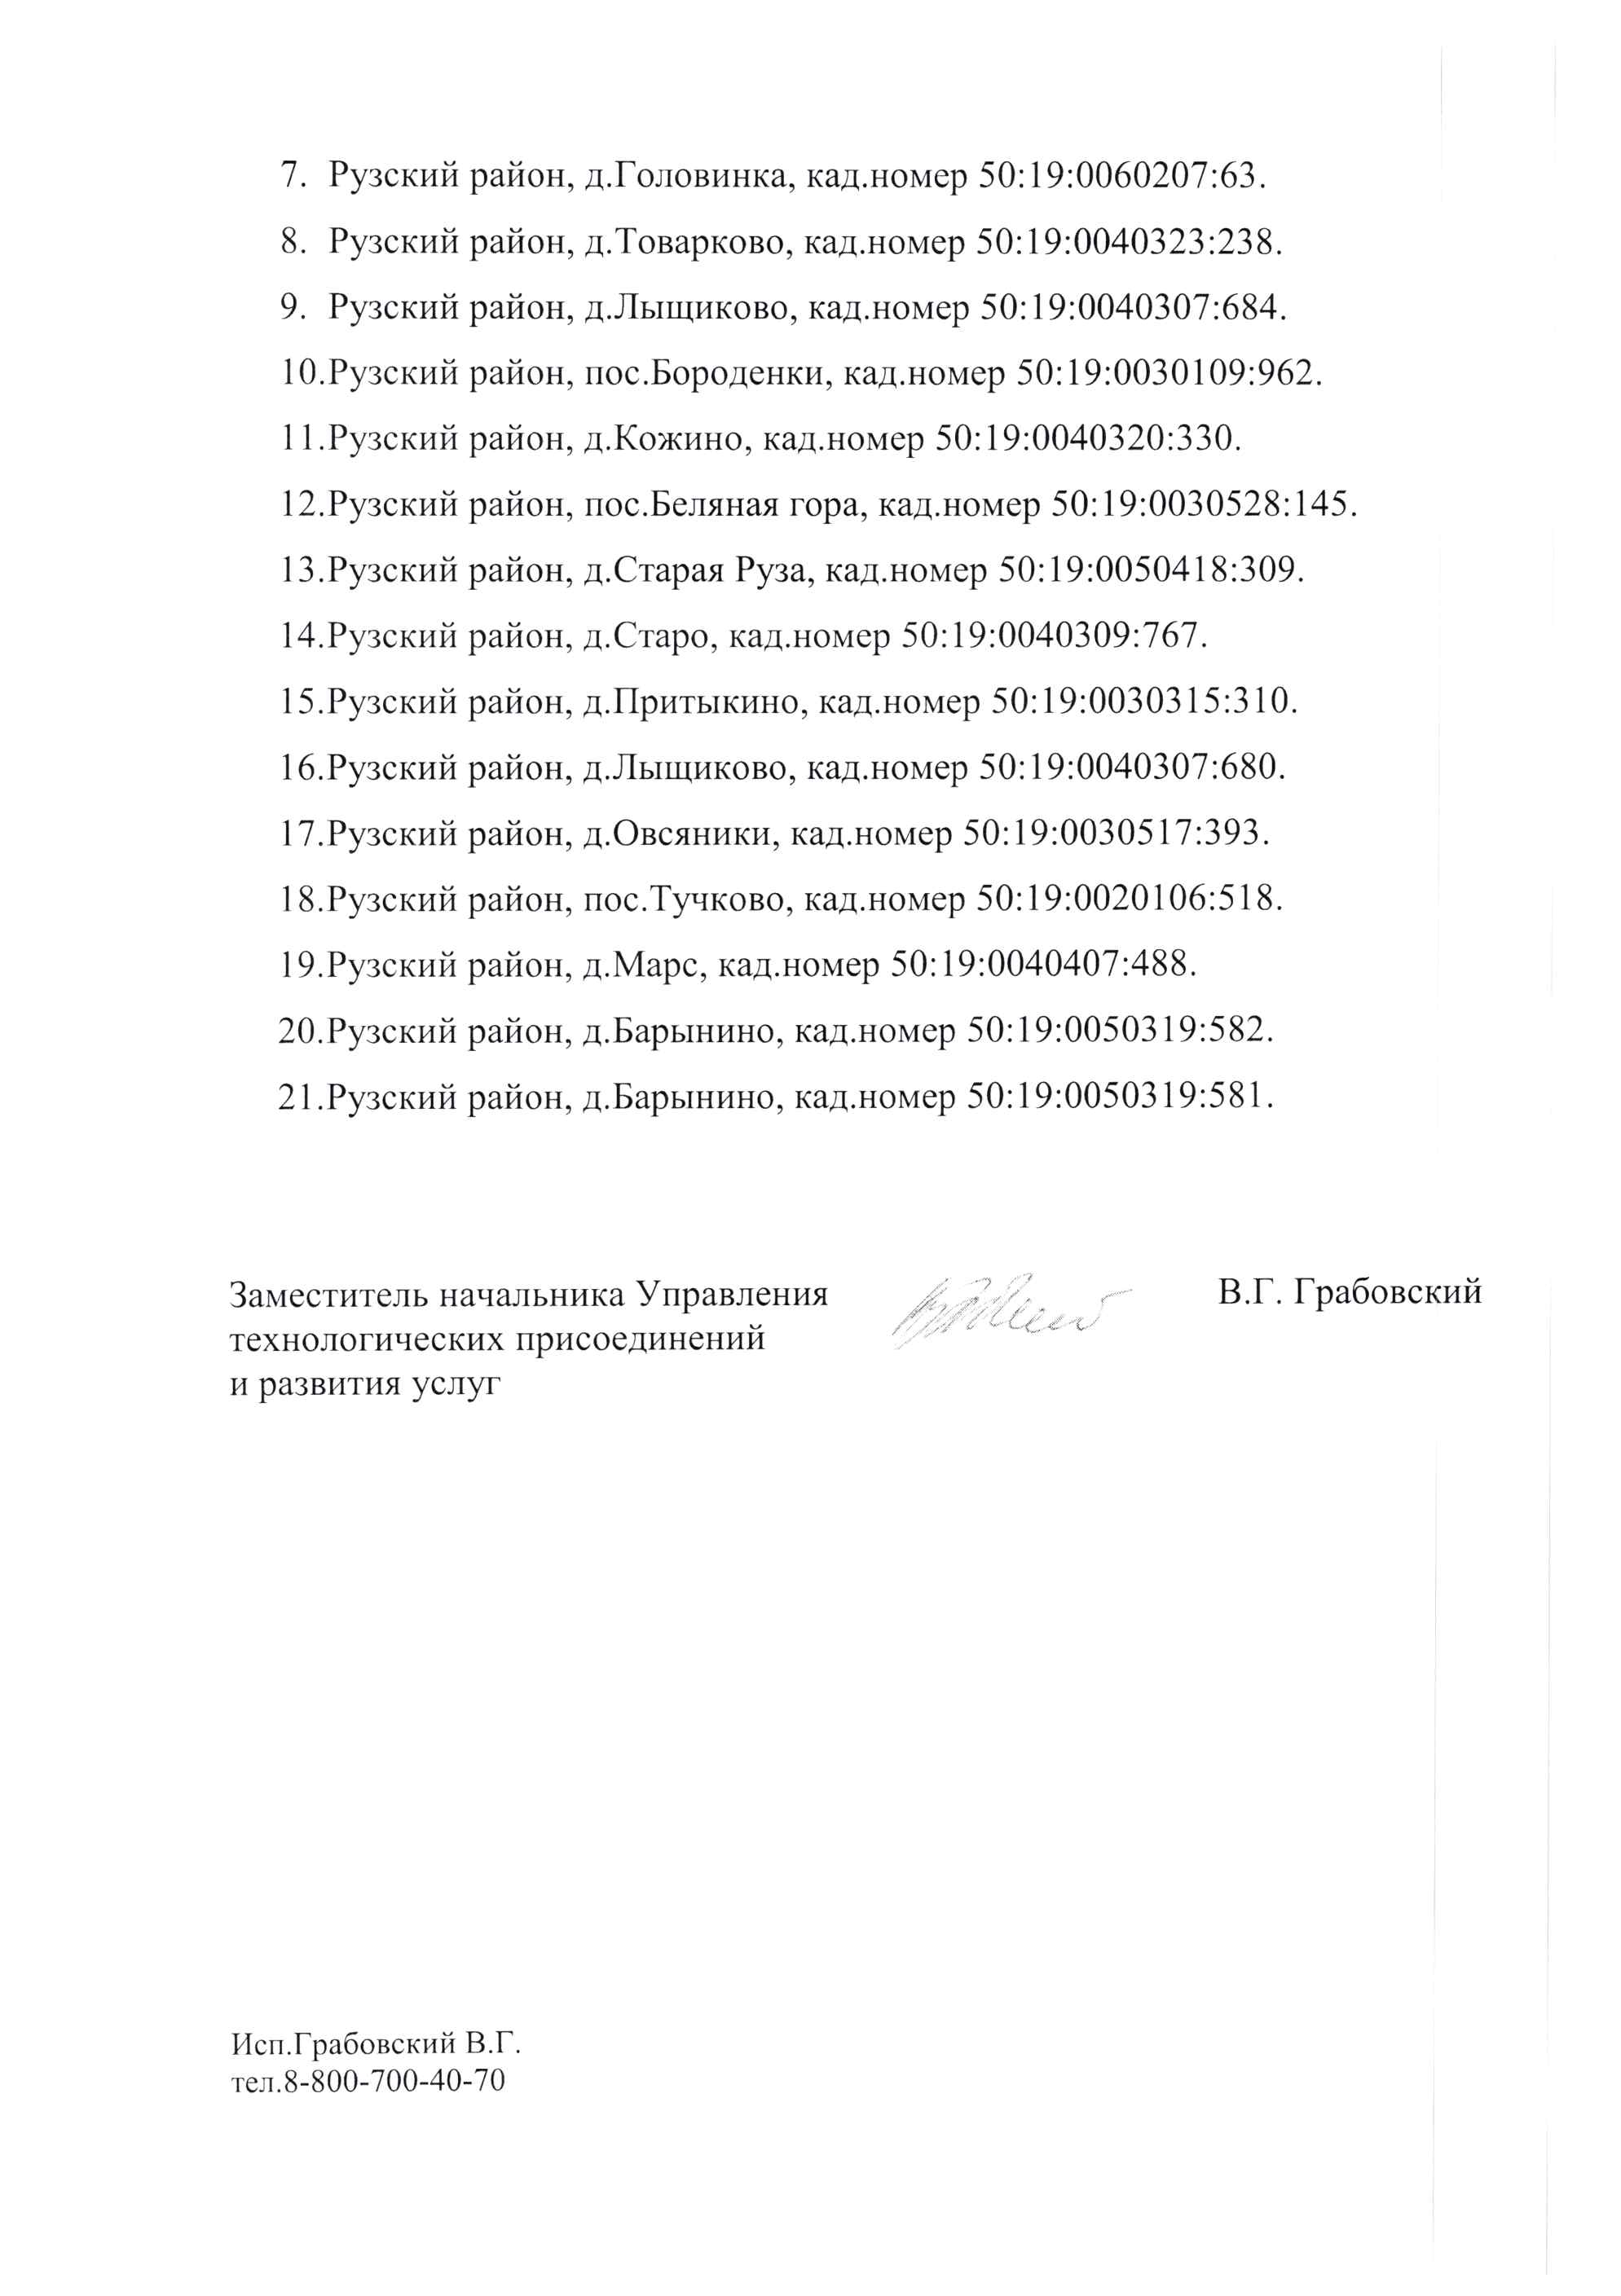 7. Рузский район, д.Головинка, кад.номер 50:19:0060207:63.
8. Рузский район, д.Товарково, кад.номер 50:19:0040323:238.
9. Рузский район, д.Лыщиково, кад.номер 50:19:0040307:684.
10.Рузский район, пос.Бороденки, кад.номер 50:19:0030109:962.
11.Рузский район, д.Кожино, кад.номер 50:19:0040320:330.
12.Рузский район, пос.Беляная гора, кад.номер 50:19:0030528:145.
13.Рузский район, д.Старая Руза, кад.номер 50:19:0050418:309.
14.Рузский район, д.Старо, кад.номер 50:19:0040309:767.
15.Рузский район, д.Притыкино, кад.номер 50:19:0030315:310.
16.Рузский район, д.Лыщиково, кад.номер 50:19:0040307:680.
17.Рузский район, д.Овсяники, кад.номер 50:19:0030517:393.
18.Рузский район, пос.Тучково, кад.номер 50:19:0020106:518.
19.Рузский район, д.Марс, кад.номер 50:19:0040407:488.
20.Рузский район, д.Барынино, кад.номер 50:19:0050319:582.
21.Рузский район, д.Барынино, кад.номер 50:19:0050319:581.
Заместитель начальника Управления В.Г. Грабовский
технологических присоединений
и развития услуг
Исп.Грабовский В.Г.
тел.8-800-700-40-70